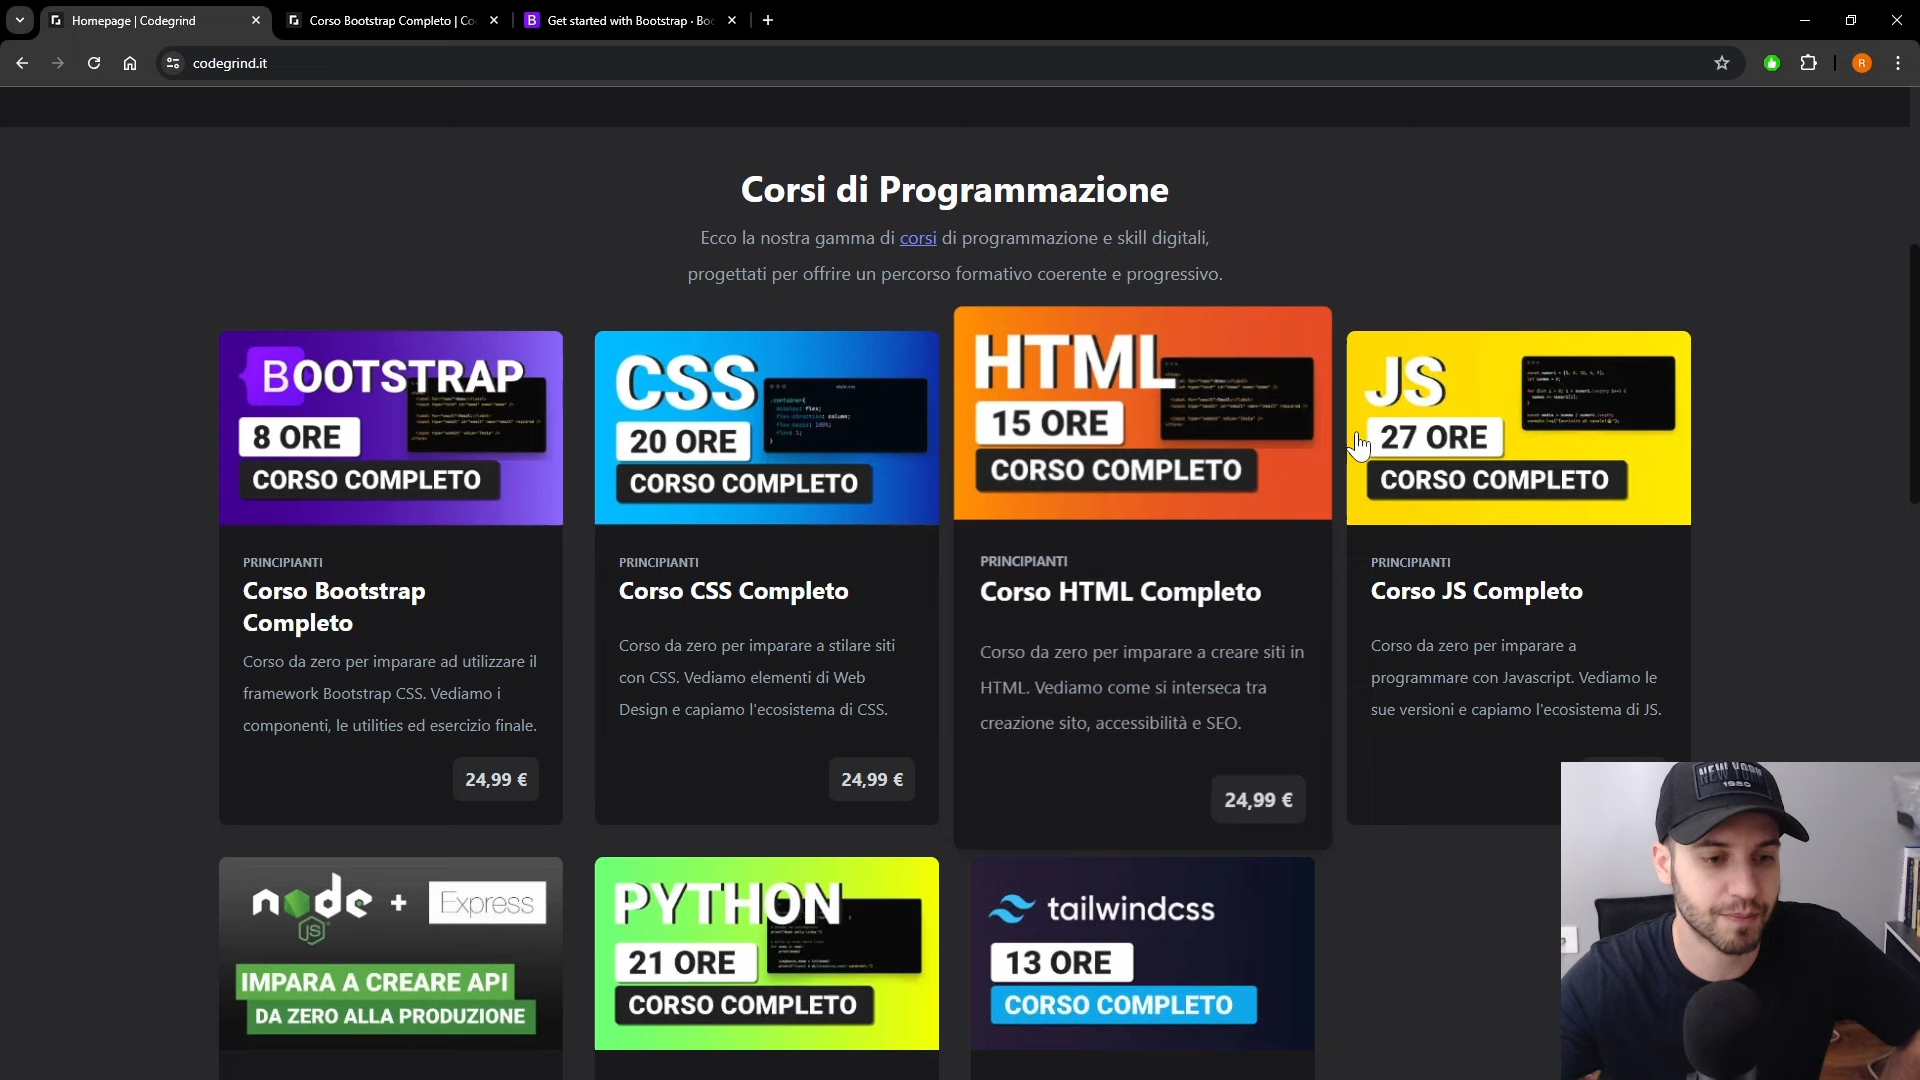 Homepage | Codegrind
Corso Bootstrap Completo | Co
B
Get started with Bootstrap · Boo
codegrind.it
R
Corsi di Programmazione
Ecco la nostra gamma di corsi di programmazione e skill digitali,
progettati per offrire un percorso formativo coerente e progressivo.
BOOTSTRAP
8 ORE
CORSO COMPLETO
PRINCIPIANTI
Corso Bootstrap
Completo
Corso da zero per imparare ad utilizzare il
framework Bootstrap CSS. Vediamo i
componenti, le utilities ed esercizio finale.
24,99 €
CSS
20 ORE
CORSO COMPLETO
PRINCIPIANTI
Corso CSS Completo
Corso da zero per imparare a stilare siti
con CSS. Vediamo elementi di Web
Design e capiamo l'ecosistema di CSS.
24,99 €
HTML
15 ORE
CORSO COMPLETO
PRINCIPIANTI
Corso HTML Completo
Corso da zero per imparare a creare siti in
HTML. Vediamo come si interseca tra
creazione sito, accessibilità e SEO.
24,99 €
JS
27 ORE
CORSO COMPLETO
PRINCIPIANTI
Corso JS Completo
Corso da zero per imparare a
programmare con Javascript. Vediamo le
sue versioni e capiamo l'ecosistema di JS.
node + Express
JS
IMPARA A CREARE API
DA ZERO ALLA PRODUZIONE
PYTHON
21 ORE
CORSO COMPLETO
tailwindcss
13 ORE
CORSO COMPLETO
NEW YORK
1980